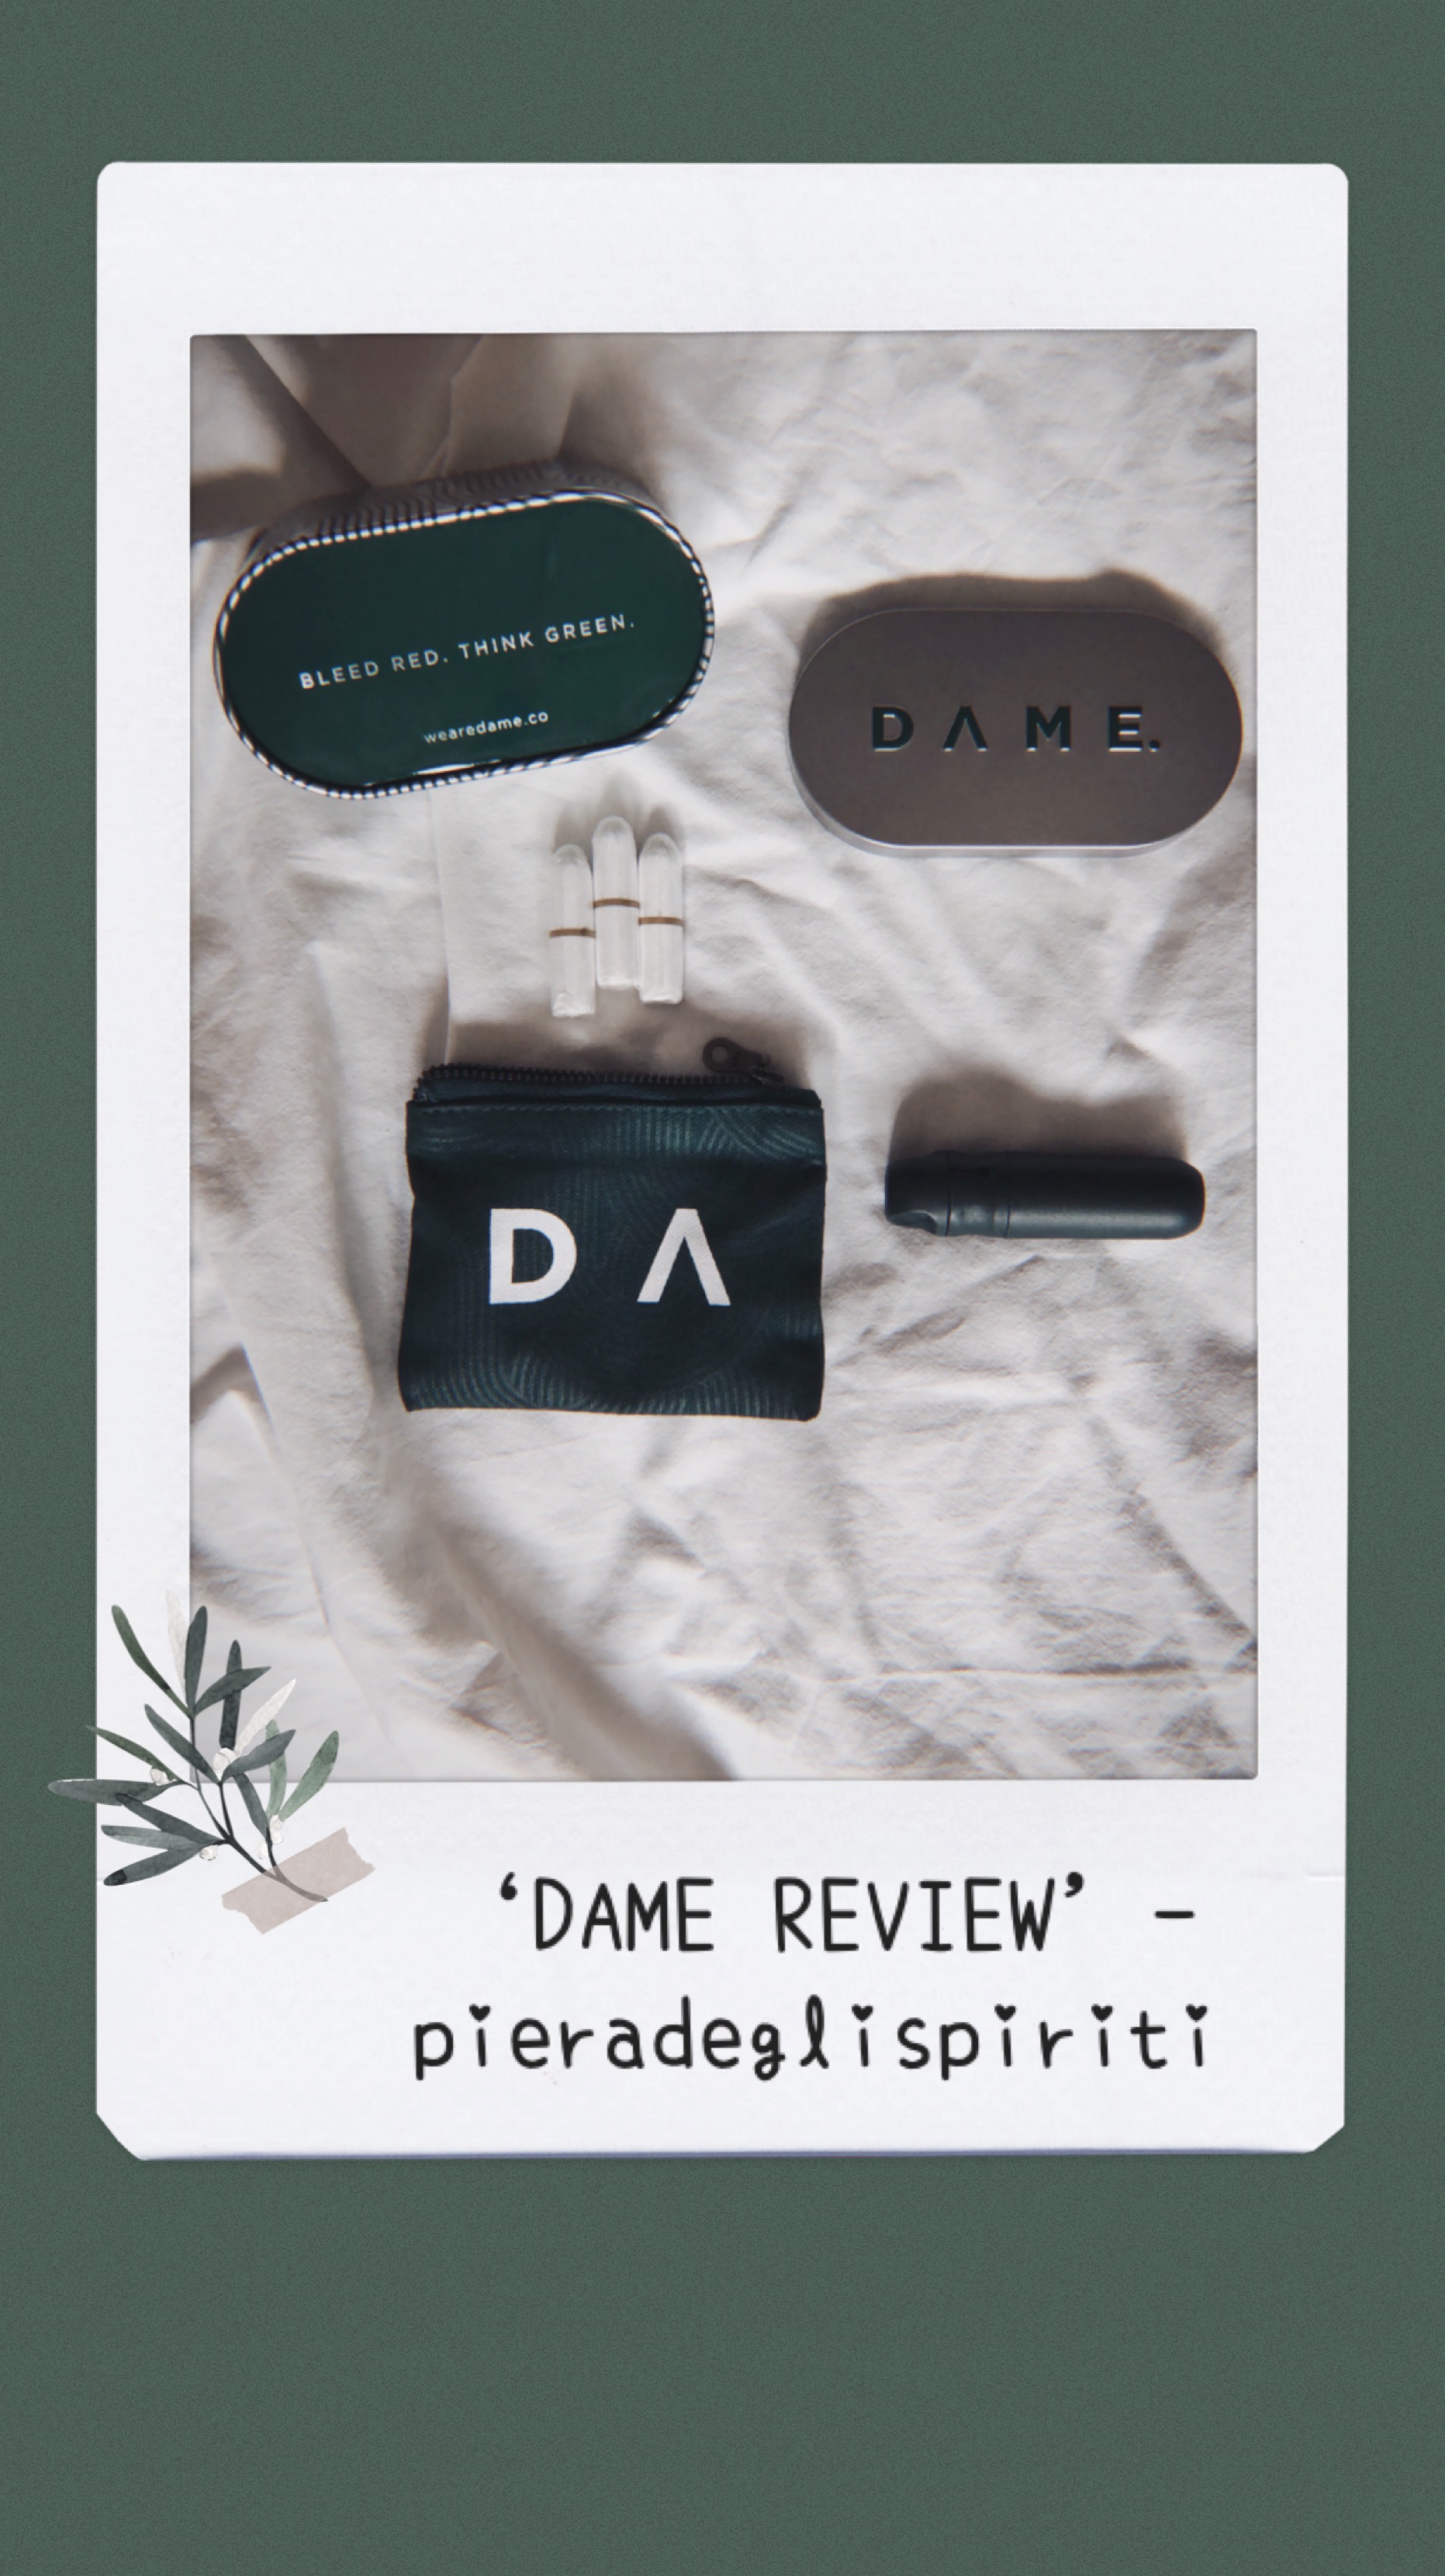 BLEED RED. THINK GREEN.
wearedame.co
DAME.
DA
‘DAME REVIEW’ -
pieradeglispiriti